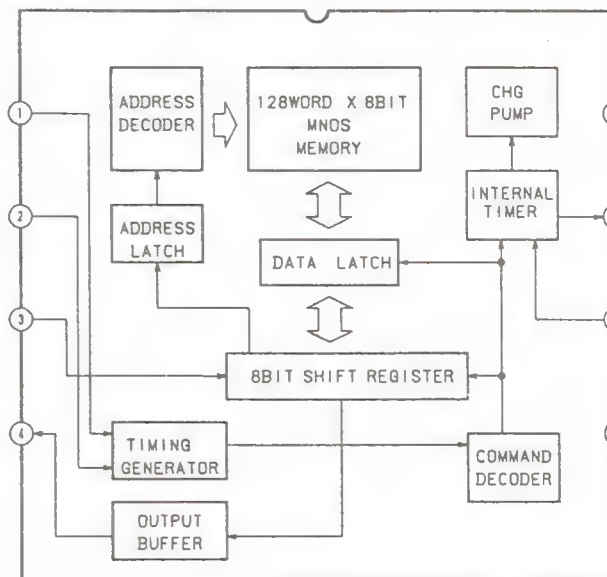 ADDRESS
DECODER
128WORD X 8BIT
MNOS
MEMORY
CHG
PUMP
1
2
ADDRESS
LATCH
INTERNAL
TIMER
DATA LATCH
3
8BIT SHIFT REGISTER
4
TIMING
GENERATOR
COMMAND
DECODER
OUTPUT
BUFFER